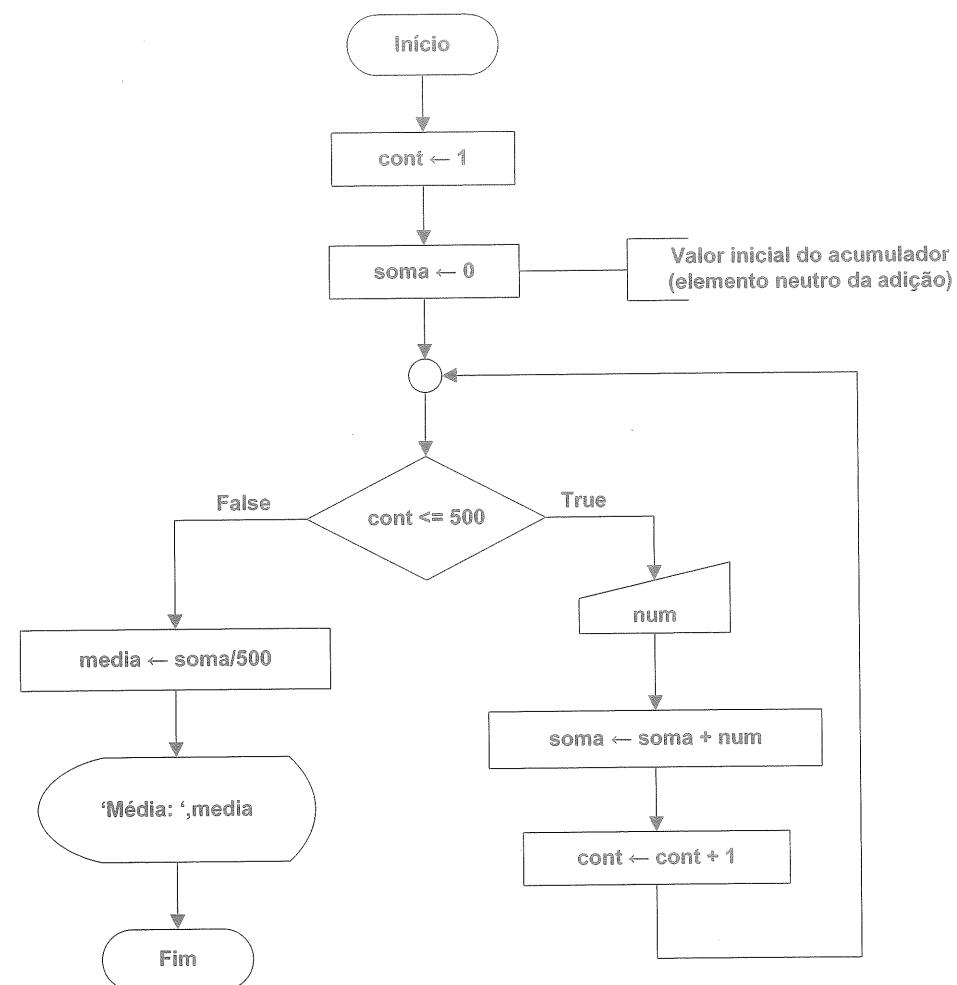 Início
cont ← 1
soma ← 0
Valor inicial do acumulador
(elemento neutro da adição)
cont <= 500
False
True
num
soma ← soma + num
cont ← cont + 1
media ← soma/500
‘Média: ‘,media
Fim